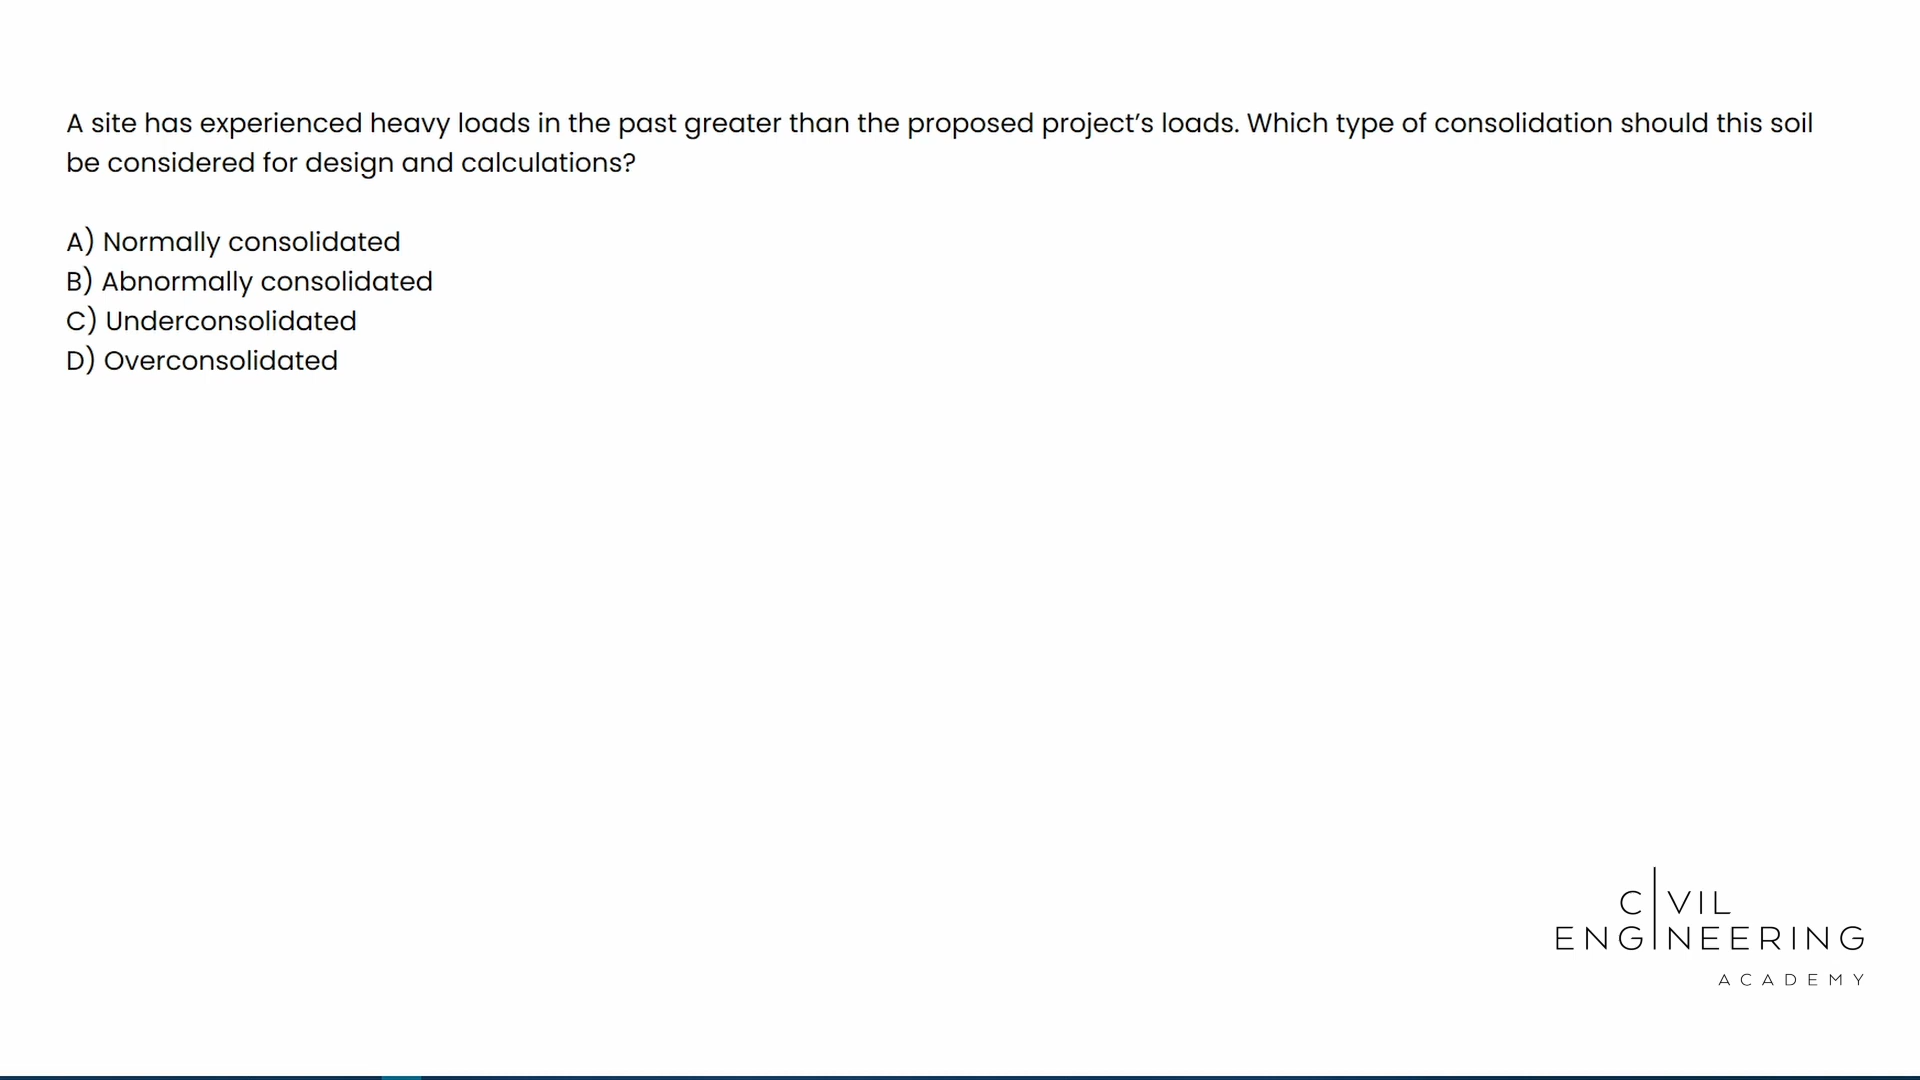 A site has experienced heavy loads in the past greater than the proposed project’s loads. Which type of consolidation should this soil
be considered for design and calculations?
A) Normally consolidated
B) Abnormally consolidated
C) Underconsolidated
D) Overconsolidated
CIVIL
ENGINEERING
ACADEMY